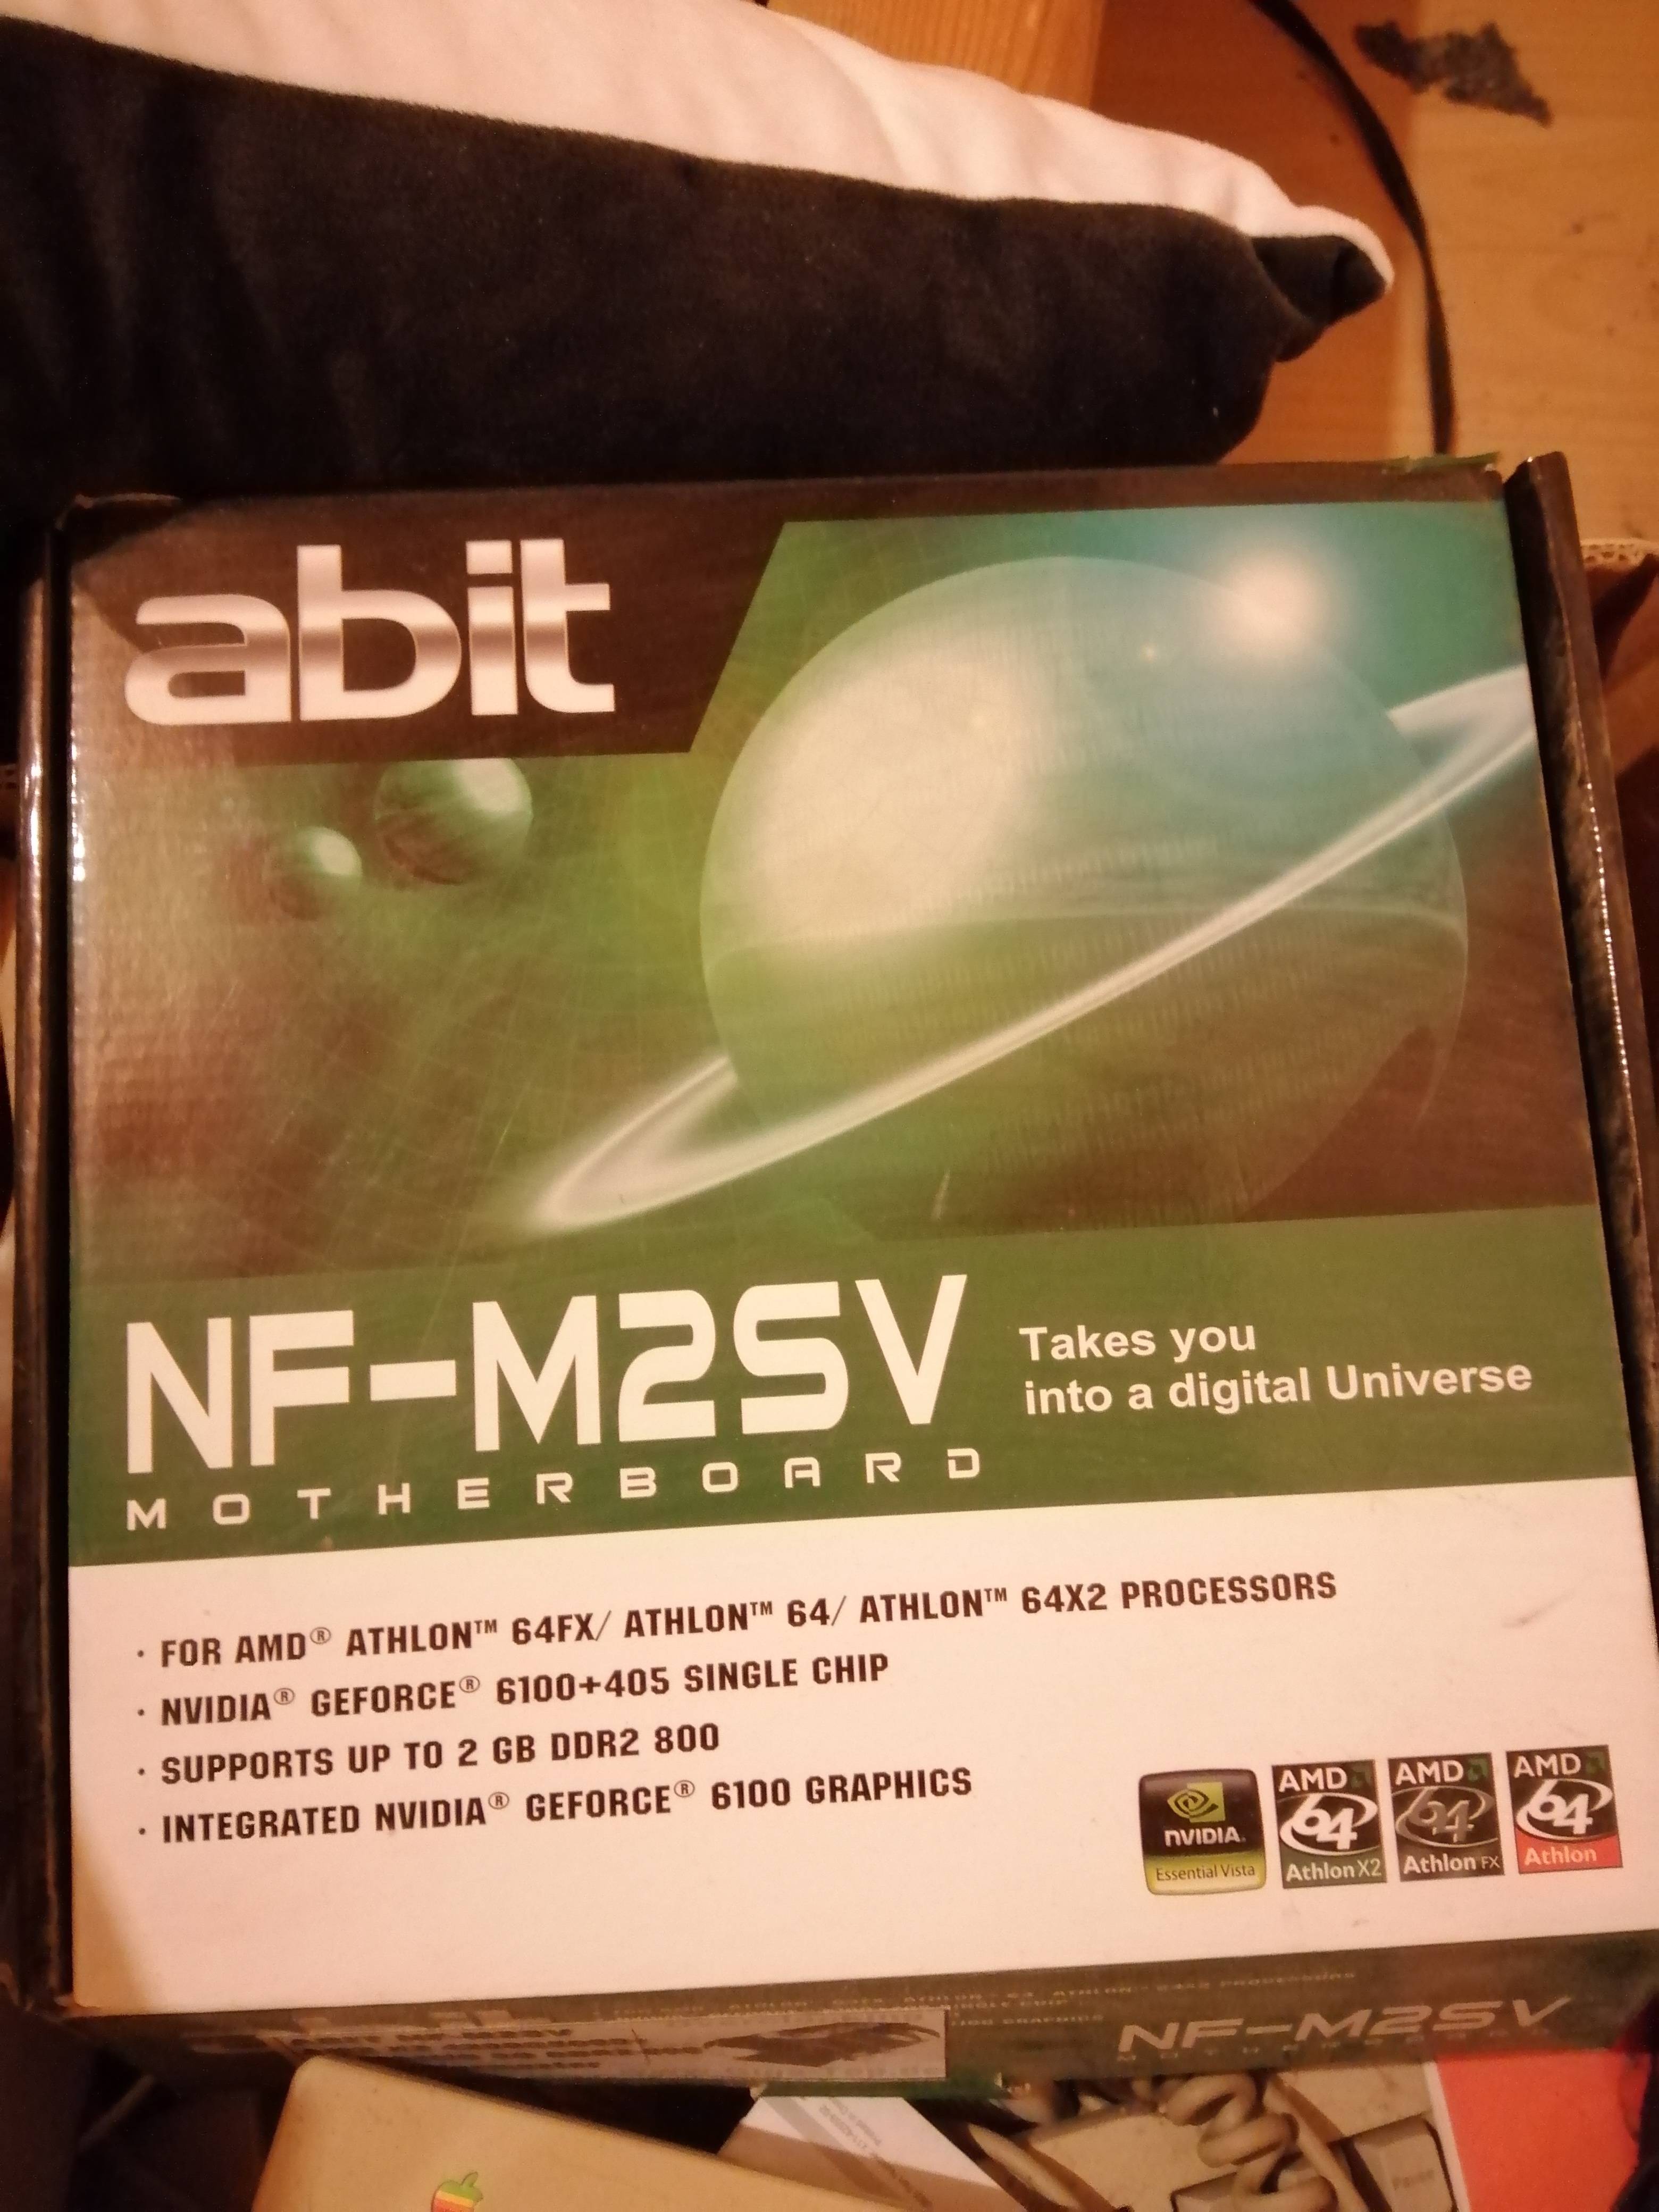 abit
NF-M2SV
MOTHERBOARD
Takes you
into a digital Universe
· FOR AMD® ATHLON™ 64FX/ ATHLON™ 64/ ATHLON™ 64X2 PROCESSORS
· NVIDIA® GEFORCE® 6100+405 SINGLE CHIP
· SUPPORTS UP TO 2 GB DDR2 800
· INTEGRATED NVIDIA® GEFORCE® 6100 GRAPHICS
NVIDIA.
Essential Vista
AMD
64
Athlon X2
AMD
64
Athlon FX
AMD
64
Athlon
NF-M2SV
Pause